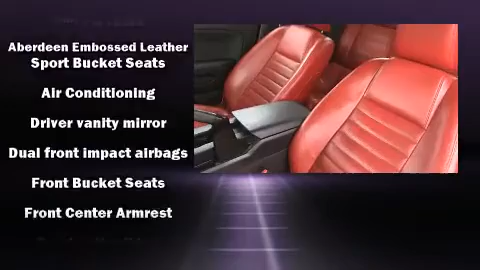 Aberdeen Embossed Leather
Sport Bucket Seats
Air Conditioning
Driver vanity mirror
Dual front impact airbags
Front Bucket Seats
Front Center Armrest